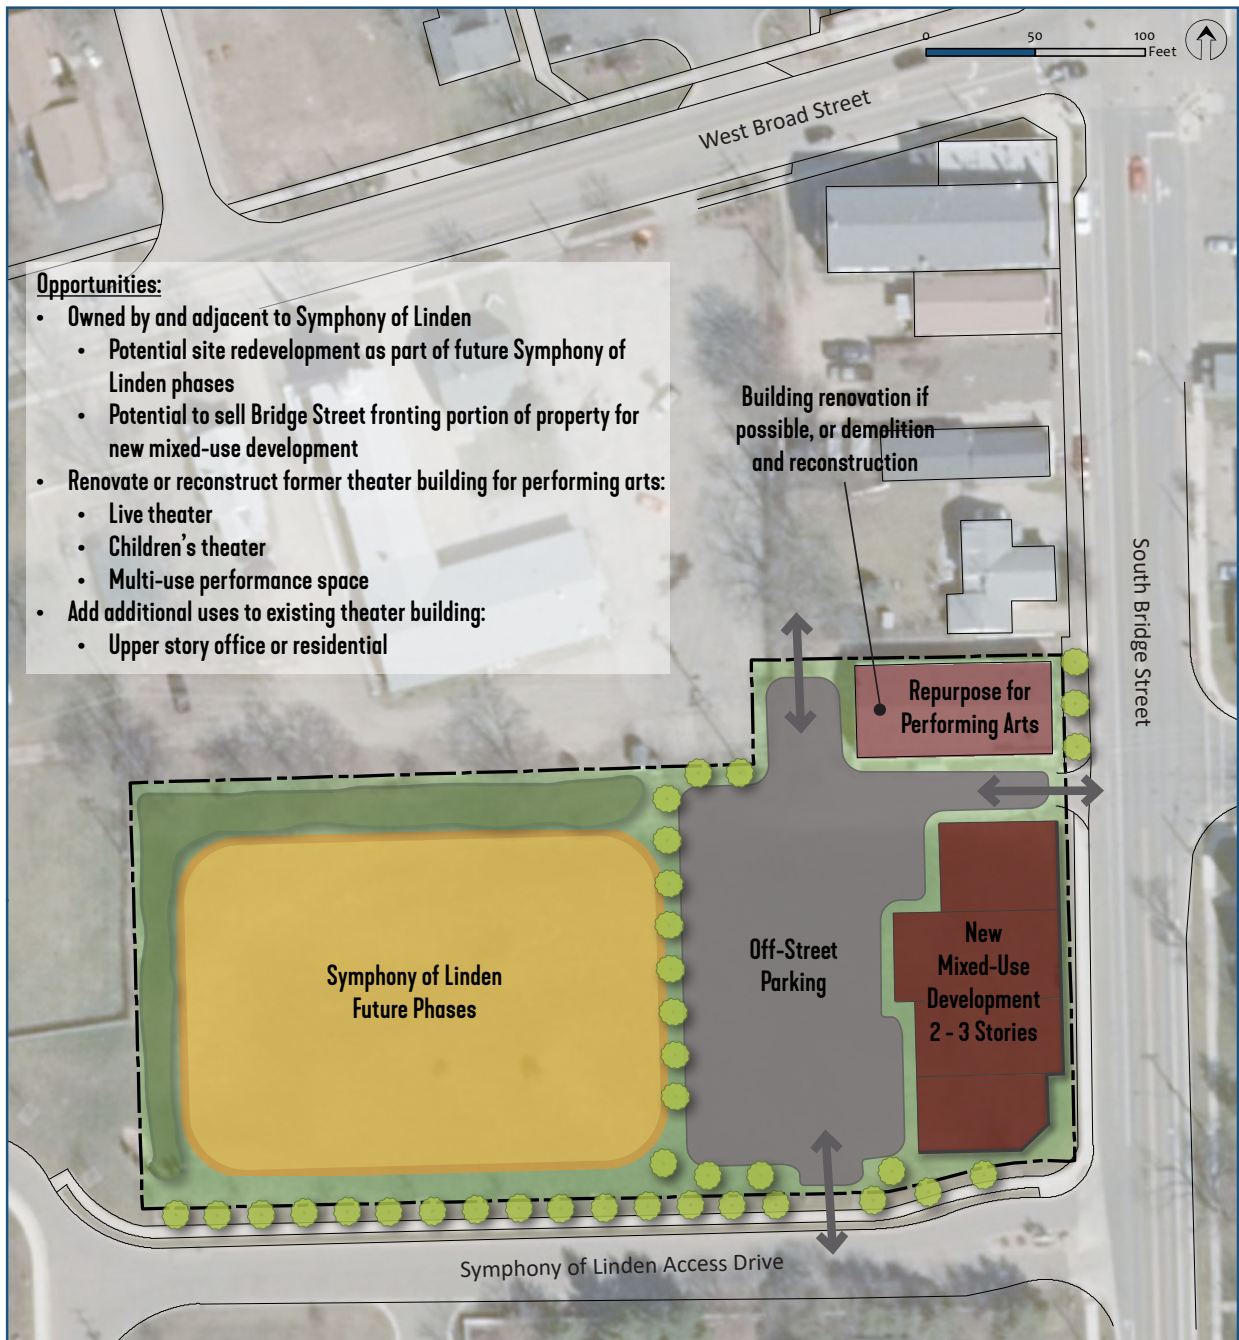 0 50 100
Feet
West Broad Street
Opportunities:
• Owned by and adjacent to Symphony of Linden
• Potential site redevelopment as part of future Symphony of
Linden phases
• Potential to sell Bridge Street fronting portion of property for
new mixed-use development
• Renovate or reconstruct former theater building for performing arts:
• Live theater
• Children's theater
• Multi-use performance space
• Add additional uses to existing theater building:
• Upper story office or residential
Building renovation if
possible, or demolition
and reconstruction
South Bridge Street
Repurpose for
Performing Arts
Symphony of Linden
Future Phases
Off-Street
Parking
New
Mixed-Use
Development
2 - 3 Stories
Symphony of Linden Access Drive